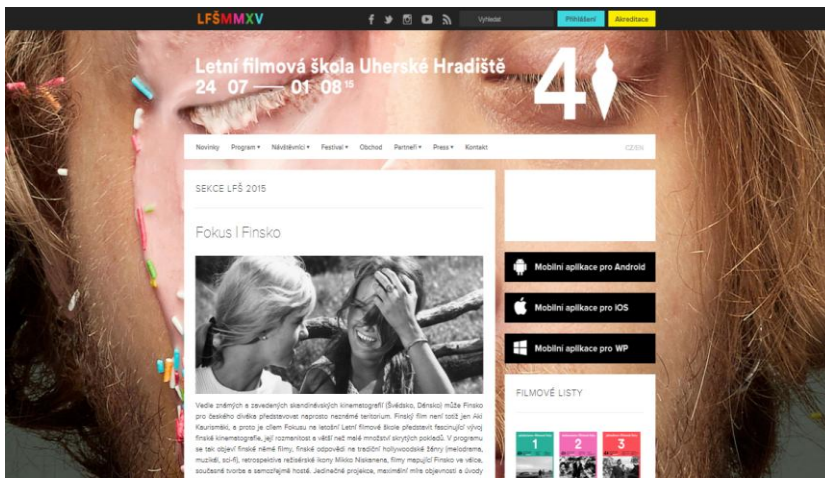 LFŠMMXV
Vyhledat
Přihlášení
Akreditace
Letní filmová škola Uherské Hradiště
24 07 — 01 08 15
4
Novinky Program Návštěvníci Festival Obchod Partneři Press Kontakt
CZ/EN
SEKCE LFŠ 2015
Fokus | Finsko
Vedle známých a zavedených skandinávských kinematografií (Švédsko, Dánsko) může Finsko
pro českého diváka představovat naprosto neznámé teritorium. Finský film není totiž jen Aki
Kaurismäki, a proto je cílem Fokusu na letošní Letní filmové škole představit fascinující vývoj
finské kinematografie, její rozmanitost a větší než malé množství skrytých pokladů. V programu
se tak objeví finské němé filmy, finské odpovědi na tradiční hollywoodské žánry (melodrama,
muzikál, sci-fi), retrospektiva režisérské ikony Mikko Niskanena, filmy mapující Finsko ve válce,
současná tvorba a samozřejmě hosté. Jedinečné projekce, maximální míra objevnosti a úvody
Mobilní aplikace pro Android
Mobilní aplikace pro iOS
Mobilní aplikace pro WP
FILMOVÉ LISTY
1
2
3